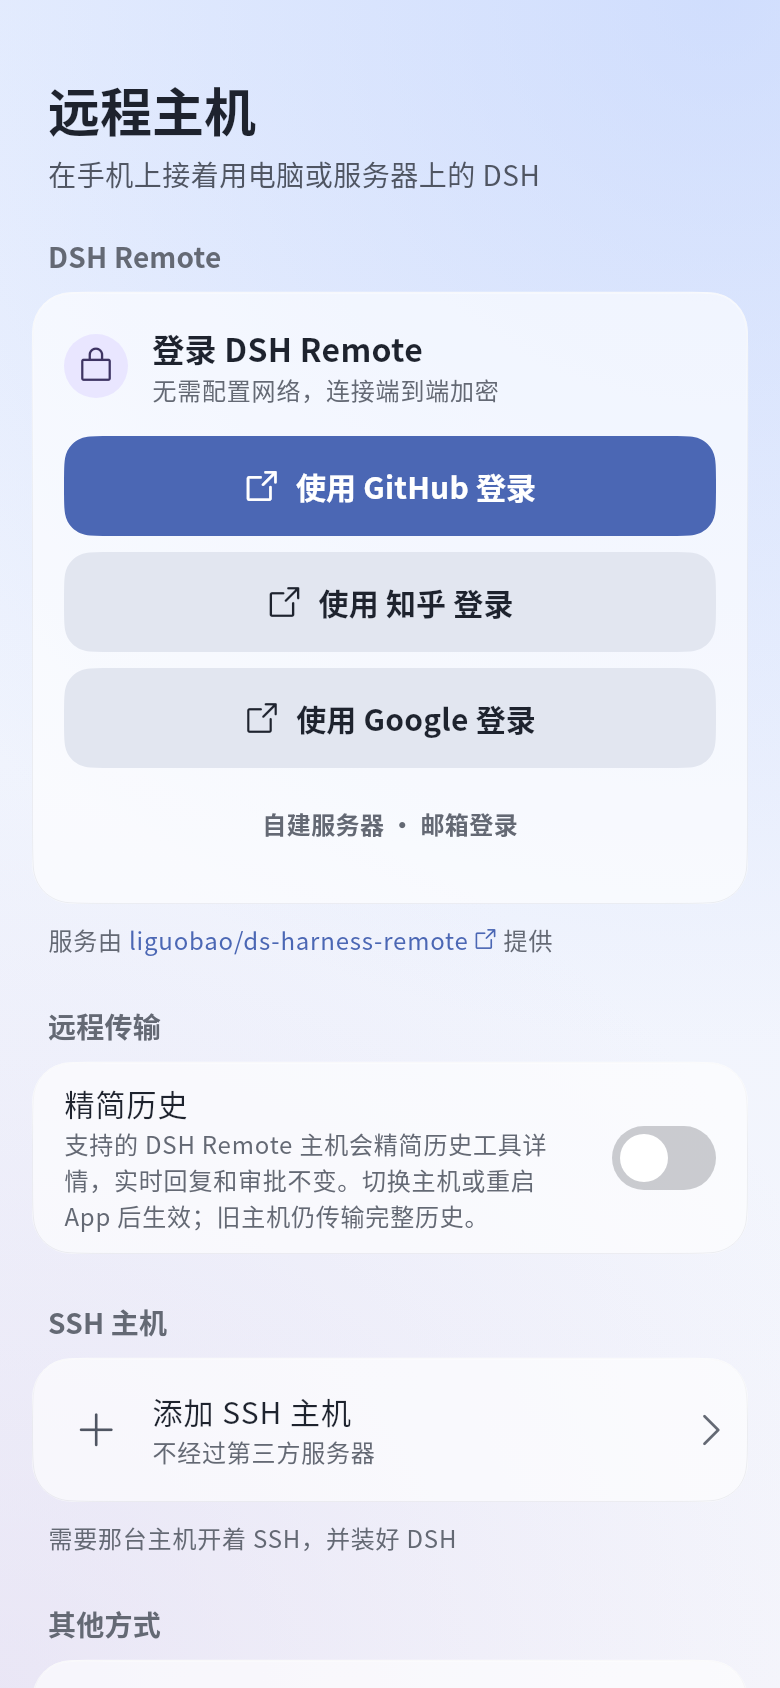 远程主机
在手机上接着用电脑或服务器上的 DSH
DSH Remote
登录 DSH Remote
无需配置网络，连接端到端加密
使用 GitHub 登录
使用 知乎 登录
使用 Google 登录
自建服务器 · 邮箱登录
服务由 liguobao/ds-harness-remote 提供
远程传输
精简历史
支持的 DSH Remote 主机会精简历史工具详
情，实时回复和审批不变。切换主机或重启
App 后生效；旧主机仍传输完整历史。
SSH 主机
添加 SSH 主机
不经过第三方服务器
需要那台主机开着 SSH，并装好 DSH
其他方式